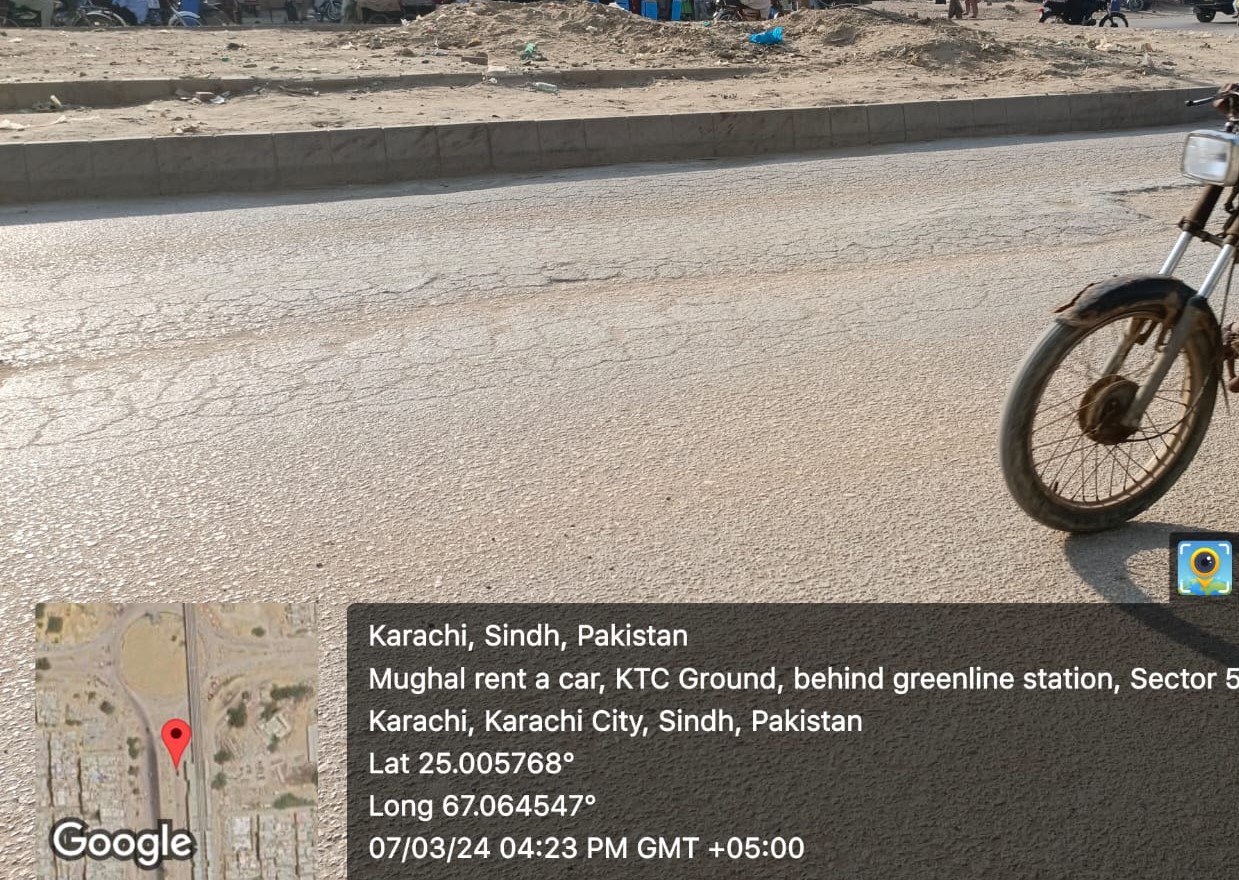 Karachi, Sindh, Pakistan
Mughal rent a car, KTC Ground, behind greenline station, Sector 5
Karachi, Karachi City, Sindh, Pakistan
Lat 25.005768°
Long 67.064547°
07/03/24 04:23 PM GMT +05:00
Google